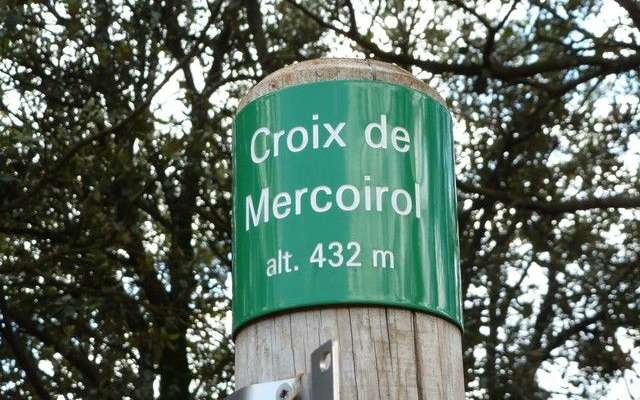 Croix de
Mercoirol
alt. 432 m